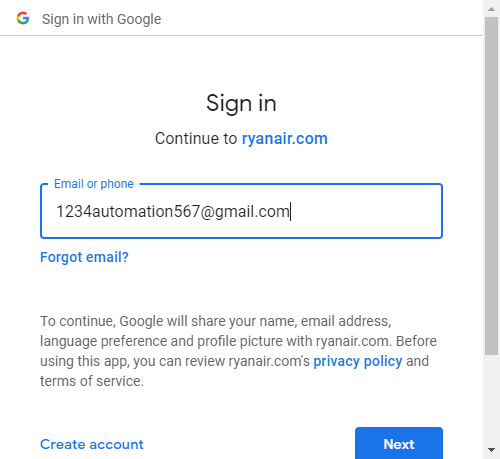 Sign in with Google
Sign in
Continue to ryanair.com
Email or phone
1234automation567@gmail.com
Forgot email?
To continue, Google will share your name, email address,
language preference and profile picture with ryanair.com. Before
using this app, you can review ryanair.com's privacy policy and
terms of service.
Create account
Next